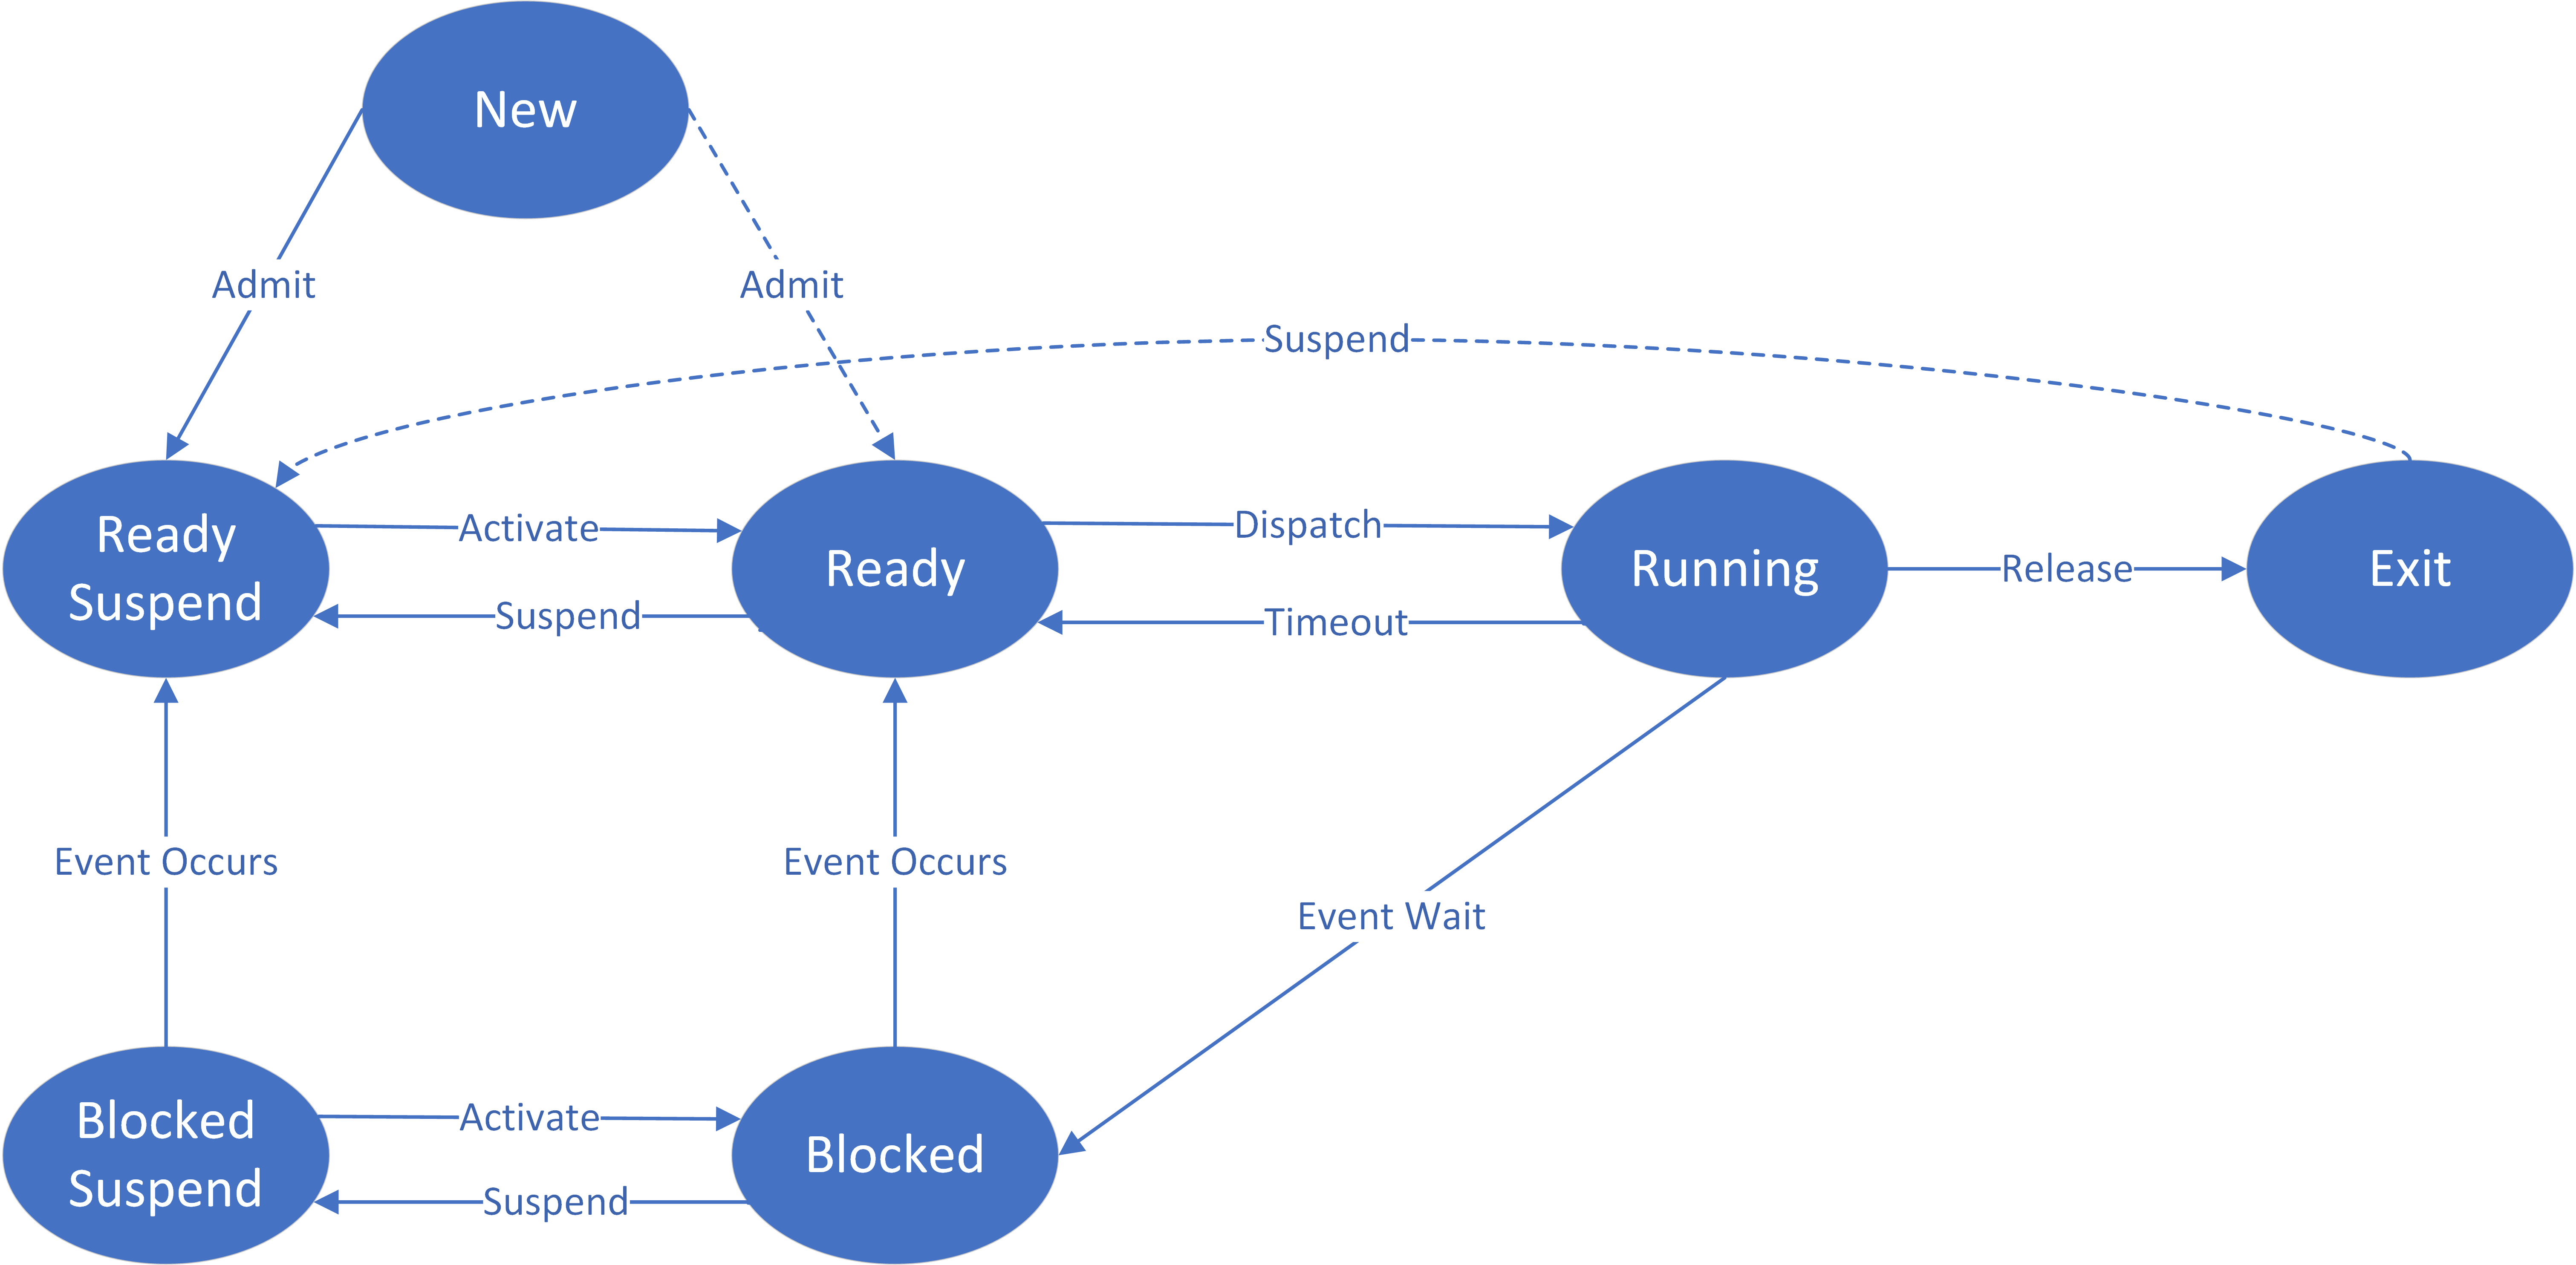 New
Admit
Admit
Suspend
Ready
Suspend
Activate
Suspend
Ready
Dispatch
Timeout
Running
Release
Exit
Event Occurs
Event Occurs
Event Wait
Blocked
Suspend
Activate
Suspend
Blocked